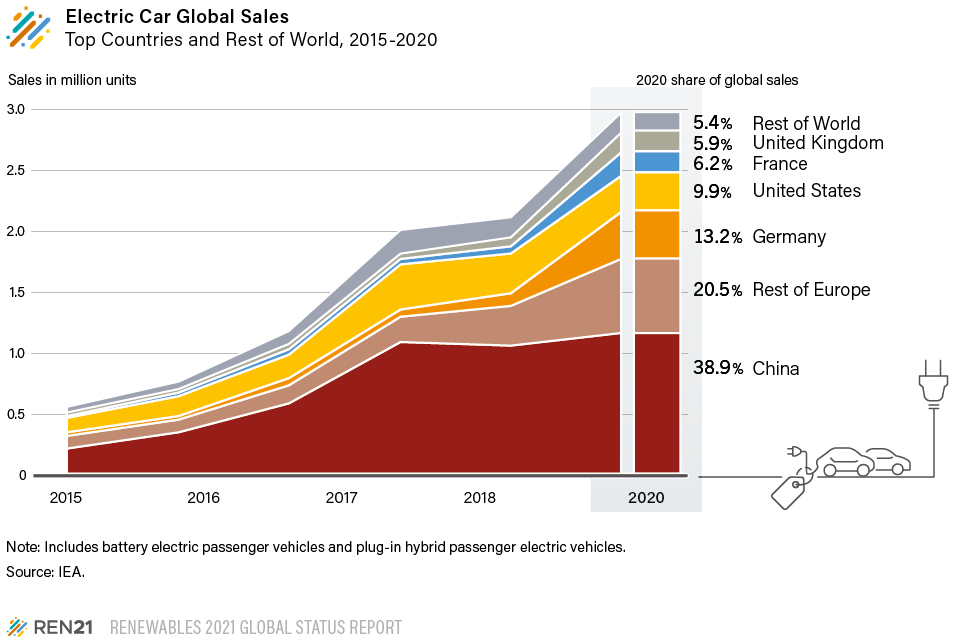 Electric Car Global Sales
Top Countries and Rest of World, 2015-2020
Sales in million units
2020 share of global sales
3.0
2.5
2.0
1.5
1.0
0.5
0
5.4% Rest of World
5.9% United Kingdom
6.2% France
9.9% United States
13.2% Germany
20.5% Rest of Europe
38.9% China
2015 2016 2017 2018 2020
Note: Includes battery electric passenger vehicles and plug-in hybrid passenger electric vehicles.
Source: IEA.
REN21 RENEWABLES 2021 GLOBAL STATUS REPORT